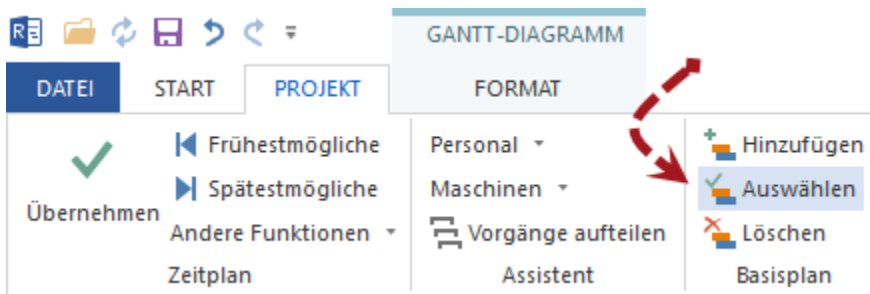 GANTT-DIAGRAMM
DATEI START PROJEKT FORMAT
Übernehmen
Frühestmögliche
Spätestmögliche
Andere Funktionen
Zeitplan
Personal
Maschinen
Vorgänge aufteilen
Assistent
Hinzufügen
Auswählen
Löschen
Basisplan